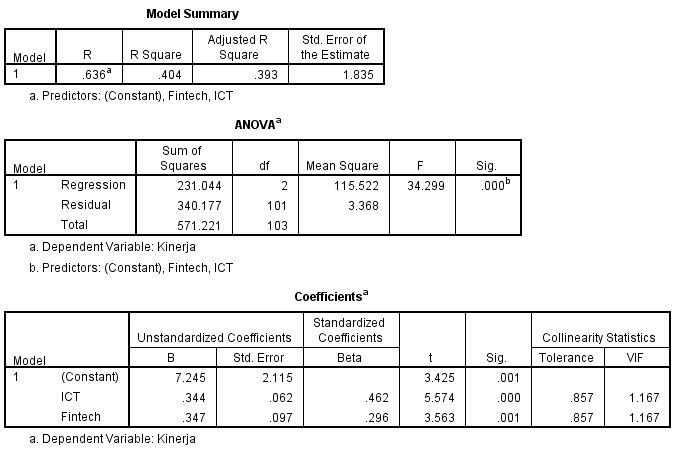 Model Summary
Model R R Square Adjusted R Square Std. Error of the Estimate
1 .636a .404 .393 1.835
a. Predictors: (Constant), Fintech, ICT
ANOVAa
Model Sum of Squares df Mean Square F Sig.
1 Regression 231.044 2 115.522 34.299 .000b
Residual 340.177 101 3.368
Total 571.221 103
a. Dependent Variable: Kinerja
b. Predictors: (Constant), Fintech, ICT
Coefficientsa
Model Unstandardized Coefficients Standardized Coefficients t Sig. Collinearity Statistics
B Std. Error Beta Tolerance VIF
1 (Constant) 7.245 2.115 3.425 .001
ICT .344 .062 .462 5.574 .000 .857 1.167
Fintech .347 .097 .296 3.563 .001 .857 1.167
a. Dependent Variable: Kinerja